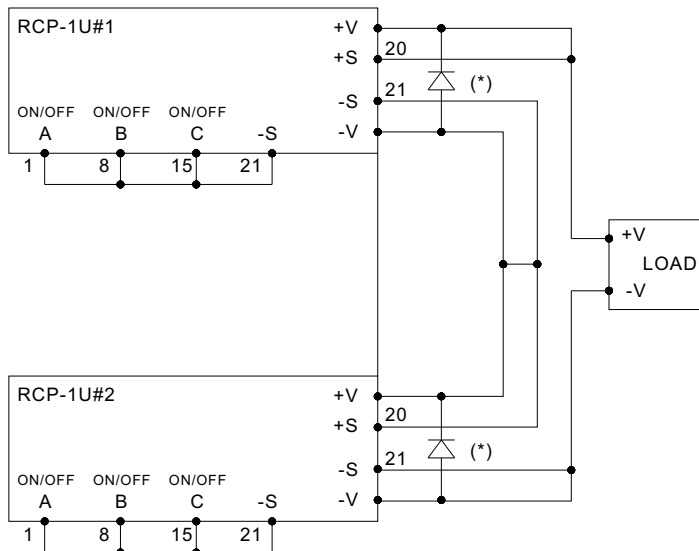 RCP-1U#1
+V
+S 20
-S 21
-V
(*)
ON/OFF ON/OFF ON/OFF
A B C -S
1 8 15 21
+V
LOAD
-V
RCP-1U#2
+V
+S 20
-S 21
-V
(*)
ON/OFF ON/OFF ON/OFF
A B C -S
1 8 15 21